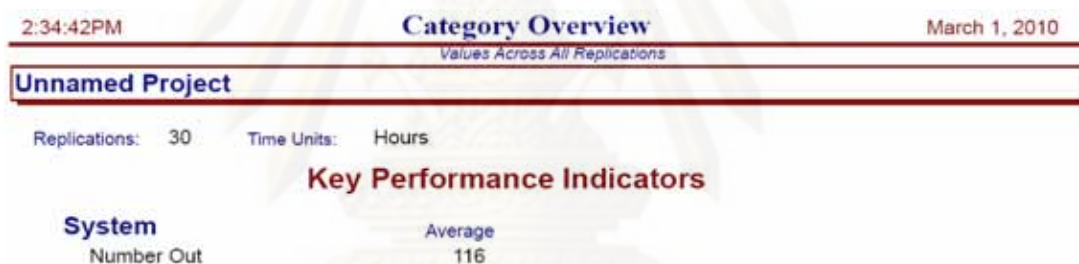 2:34:42PM Category Overview March 1, 2010
Values Across All Replications
Unnamed Project
Replications: 30 Time Units: Hours
Key Performance Indicators
System Average
Number Out 116